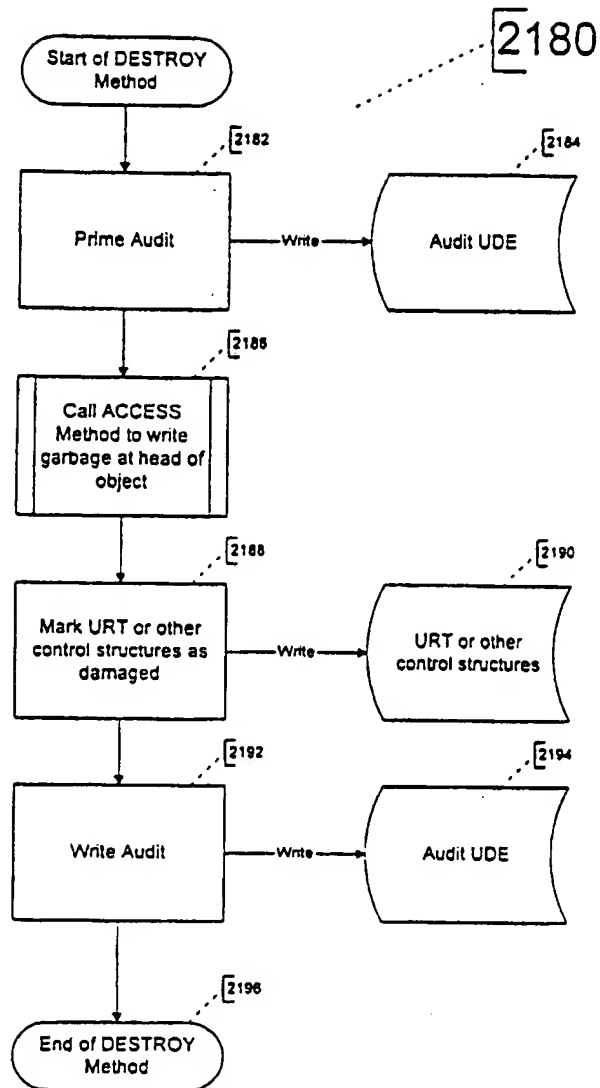 2180
Start of DESTROY
Method
2182
2184
Prime Audit
Write
Audit UDE
2186
Call ACCESS
Method to write
garbage at head of
object
2188
2190
Mark URT or other
control structures as
damaged
Write
URT or other
control structures
2192
2194
Write Audit
Write
Audit UDE
2196
End of DESTROY
Method